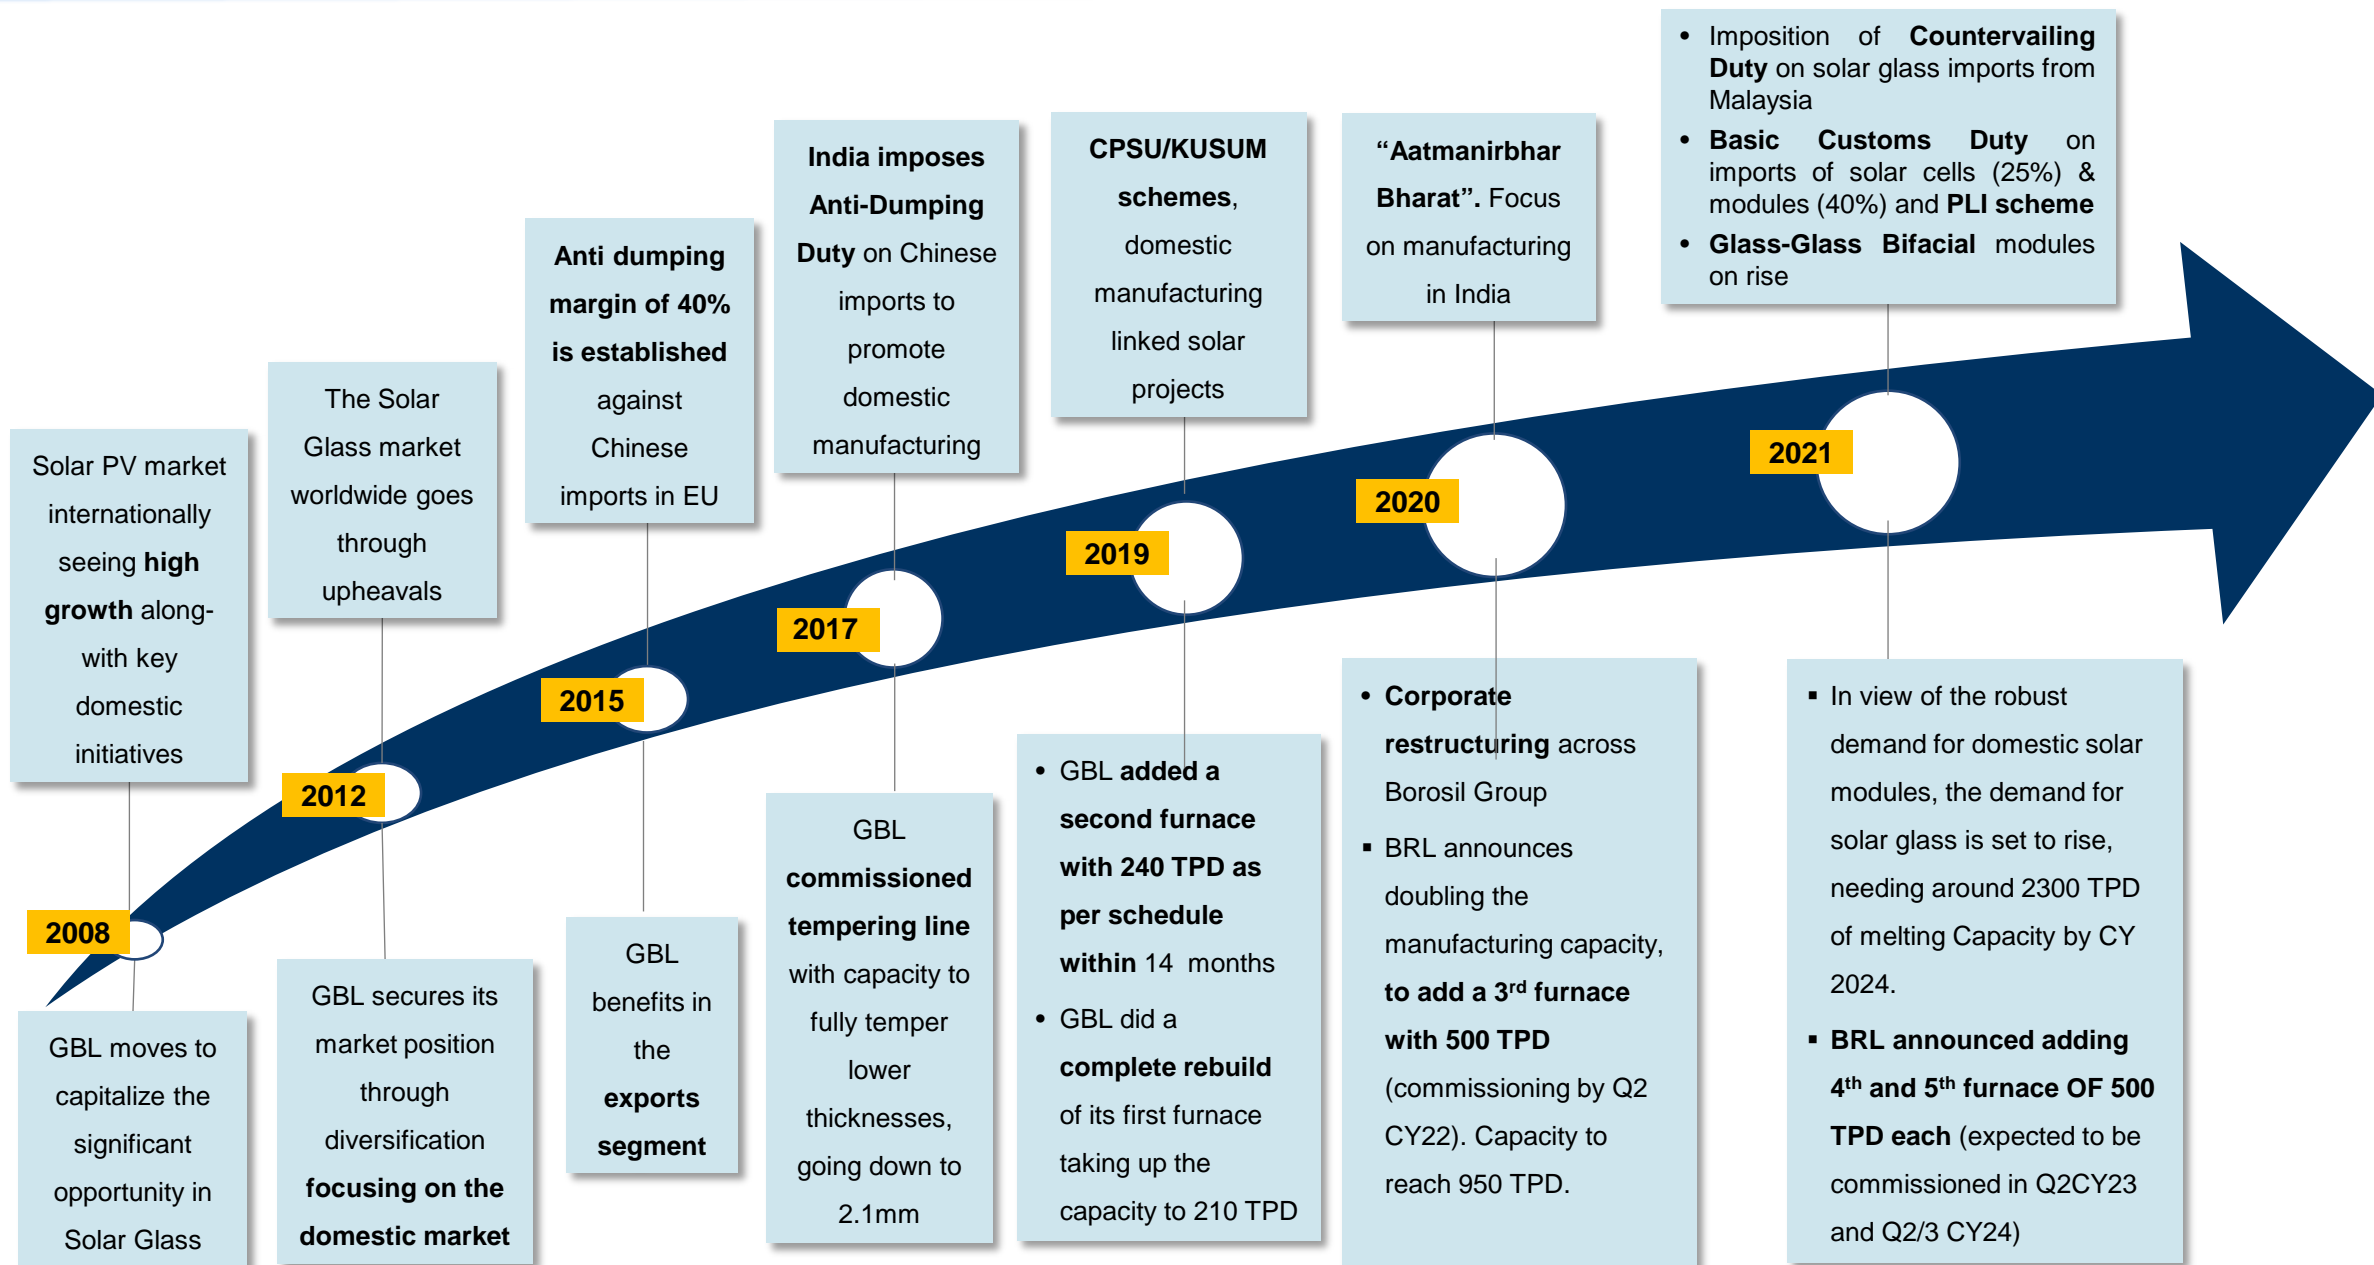 Solar PV market
internationally
seeing high
growth along-
with key
domestic
initiatives
2008
GBL moves to
capitalize the
significant
opportunity in
Solar Glass
The Solar
Glass market
worldwide goes
through
upheavals
2012
GBL secures its
market position
through
diversification
focusing on the
domestic market
Anti dumping
margin of 40%
is established
against
Chinese
imports in EU
2015
GBL
benefits in
the
exports
segment
India imposes
Anti-Dumping
Duty on Chinese
imports to
promote
domestic
manufacturing
2017
GBL
commissioned
tempering line
with capacity to
fully temper
lower
thicknesses,
going down to
2.1mm
CPSU/KUSUM
schemes,
domestic
manufacturing
linked solar
projects
2019
• GBL added a
second furnace
with 240 TPD as
per schedule
within 14 months
• GBL did a
complete rebuild
of its first furnace
taking up the
capacity to 210 TPD
“Aatmanirbhar
Bharat”. Focus
on manufacturing
in India
2020
• Corporate
restructuring across
Borosil Group
▪ BRL announces
doubling the
manufacturing capacity,
to add a 3rd furnace
with 500 TPD
(commissioning by Q2
CY22). Capacity to
reach 950 TPD.
• Imposition of Countervailing
Duty on solar glass imports from
Malaysia
• Basic Customs Duty on
imports of solar cells (25%) &
modules (40%) and PLI scheme
• Glass-Glass Bifacial modules
on rise
2021
▪ In view of the robust
demand for domestic solar
modules, the demand for
solar glass is set to rise,
needing around 2300 TPD
of melting Capacity by CY
2024.
▪ BRL announced adding
4th and 5th furnace OF 500
TPD each (expected to be
commissioned in Q2CY23
and Q2/3 CY24)